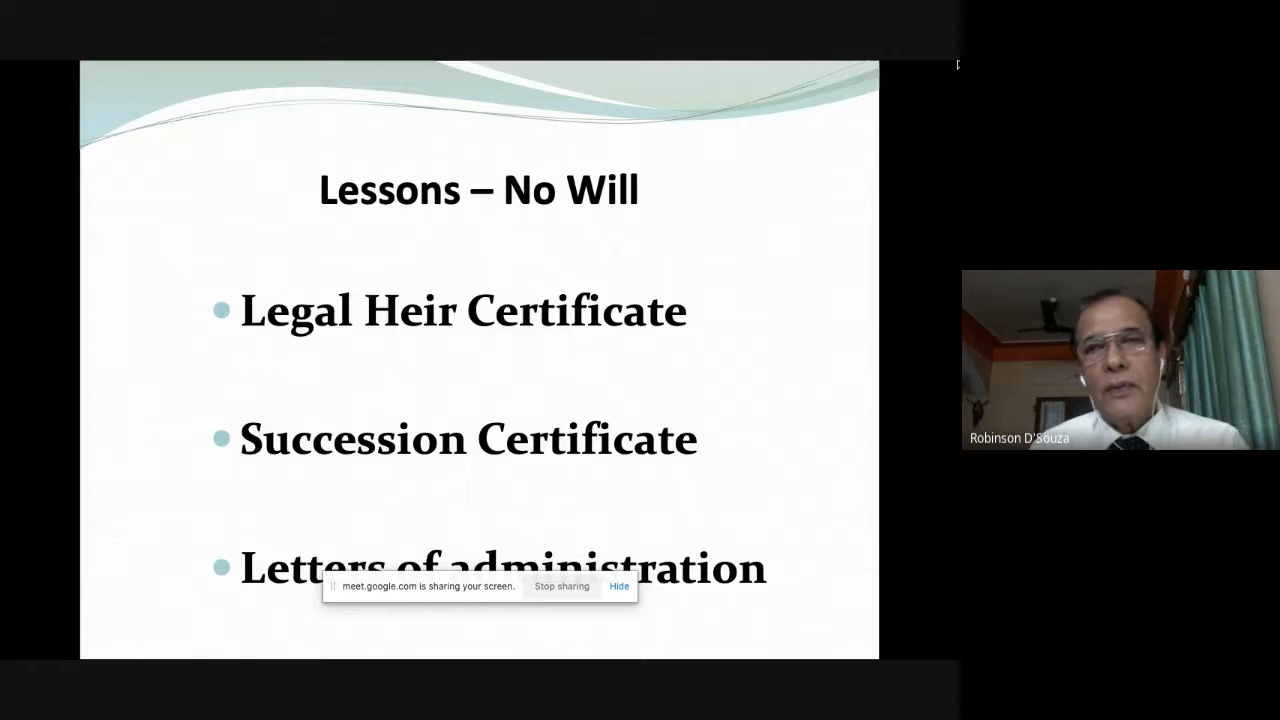 Lessons – No Will
Legal Heir Certificate
Succession Certificate
Letters of administration
meet.google.com is sharing your screen. Stop sharing Hide
Robinson D'Souza